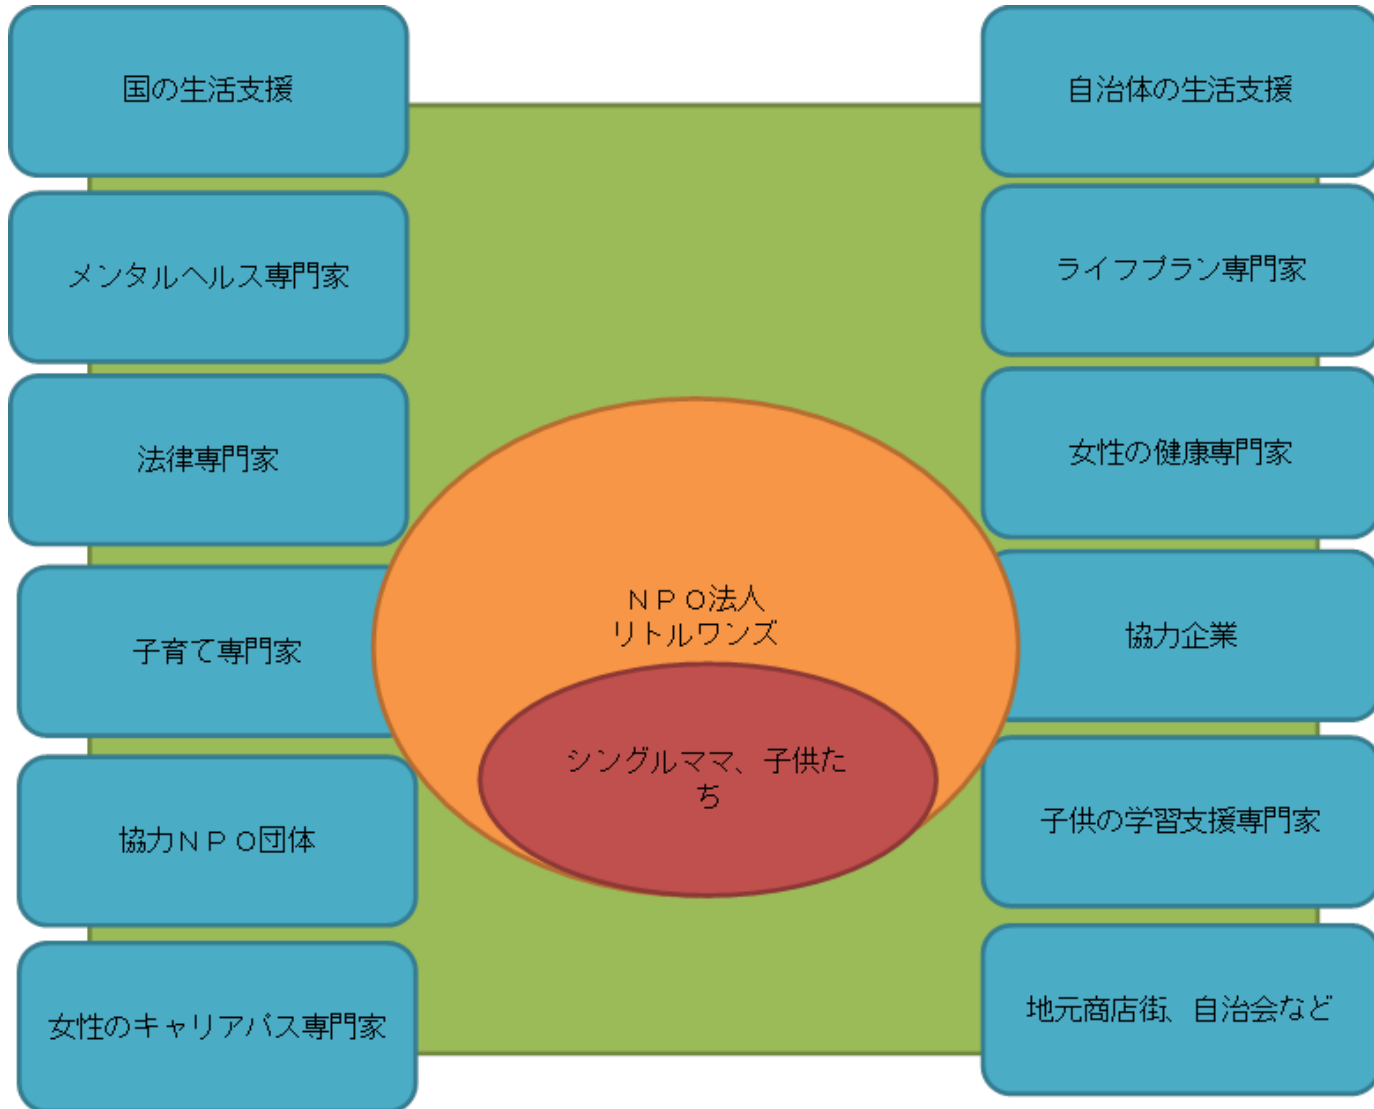 国の生活支援
自治体の生活支援
メンタルヘルス専門家
ライフプラン専門家
法律専門家
女性の健康専門家
ＮＰＯ法人
リトルワンズ
子育て専門家
協力企業
シングルママ、子供た
ち
協力ＮＰＯ団体
子供の学習支援専門家
女性のキャリアパス専門家
地元商店街、自治会など